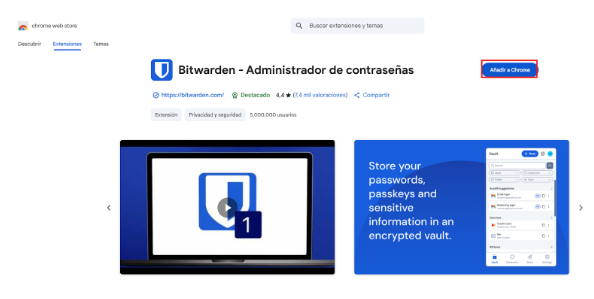 chrome web store
Buscar extensiones y temas
Descubrir Extensiones Temas
Bitwarden - Administrador de contraseñas
Añadir a Chrome
https://bitwarden.com/ Destacado 4,4 ★ (7,4 mil valoraciones) Compartir
Extensión Privacidad y seguridad 5.000.000 usuarios
1
Store your
passwords,
passkeys and
sensitive
information in an
encrypted vault.
Vault